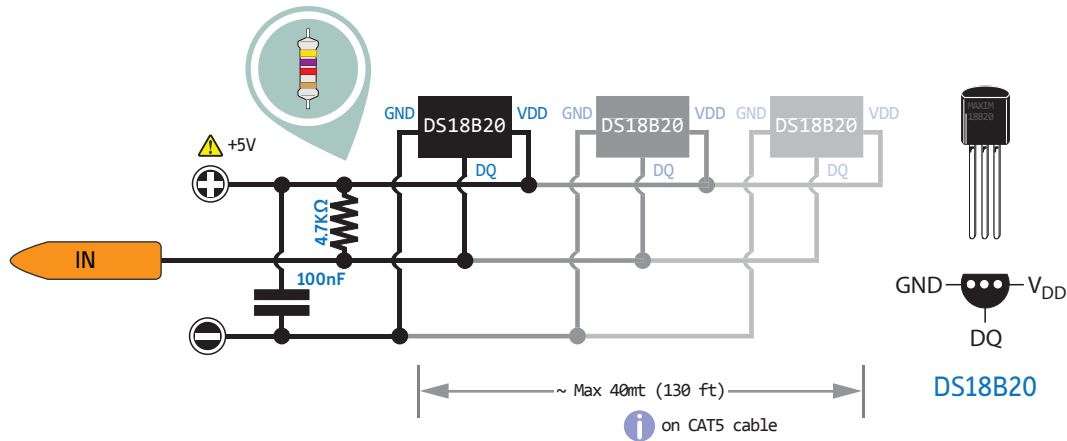 MAXIM
18B20
GND
DS18B20
VDD
DQ
GND
DS18B20
VDD
DQ
GND
DS18B20
VDD
DQ
+5V
4.7KΩ
IN
100nF
GND
VDD
DQ
DS18B20
~ Max 40mt (130 ft)
i on CAT5 cable